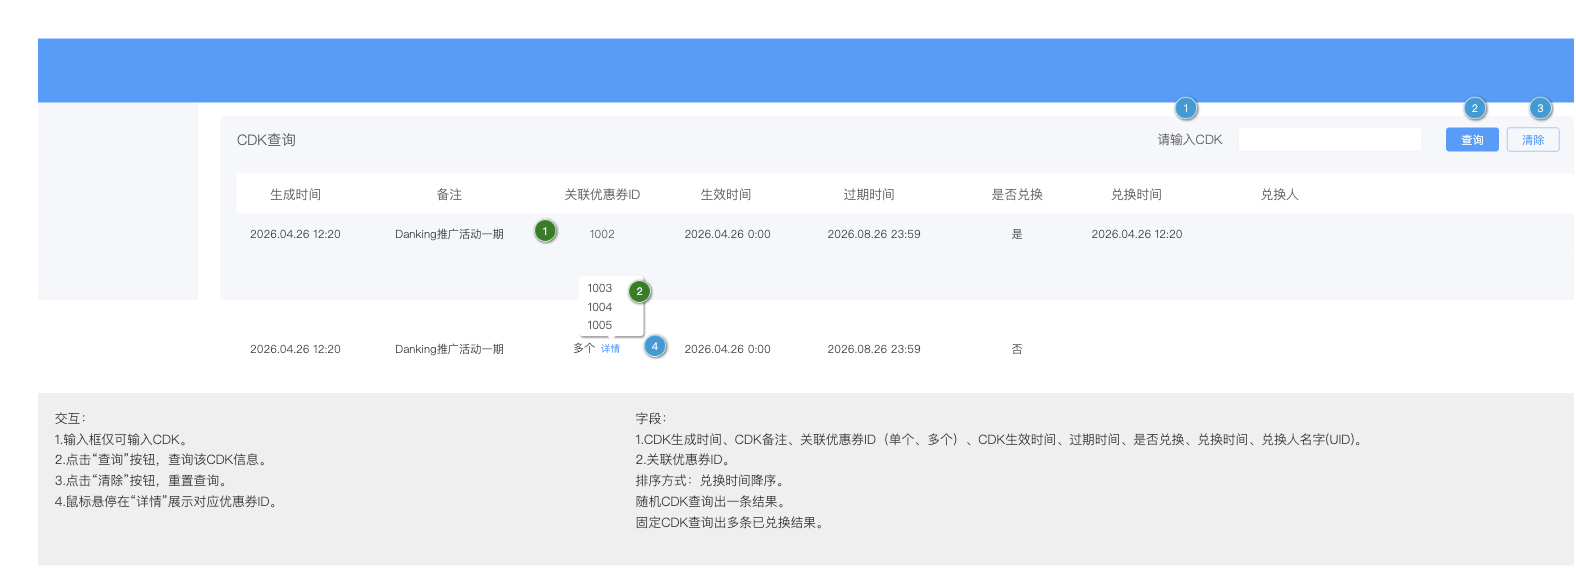 1 2 3
CDK查询 请输入CDK 查询 清除
生成时间 备注 关联优惠券ID 生效时间 过期时间 是否兑换 兑换时间 兑换人
2026.04.26 12:20 Danking推广活动一期 1 1002 2026.04.26 0:00 2026.08.26 23:59 是 2026.04.26 12:20
1003 2
1004
1005
2026.04.26 12:20 Danking推广活动一期 多个 详情 4 2026.04.26 0:00 2026.08.26 23:59 否
交互：
1.输入框仅可输入CDK。
2.点击“查询”按钮，查询该CDK信息。
3.点击“清除”按钮，重置查询。
4.鼠标悬停在“详情”展示对应优惠券ID。
字段：
1.CDK生成时间、CDK备注、关联优惠券ID（单个、多个）、CDK生效时间、过期时间、是否兑换、兑换时间、兑换人名字(UID)。
2.关联优惠券ID。
排序方式：兑换时间降序。
随机CDK查询出一条结果。
固定CDK查询出多条已兑换结果。